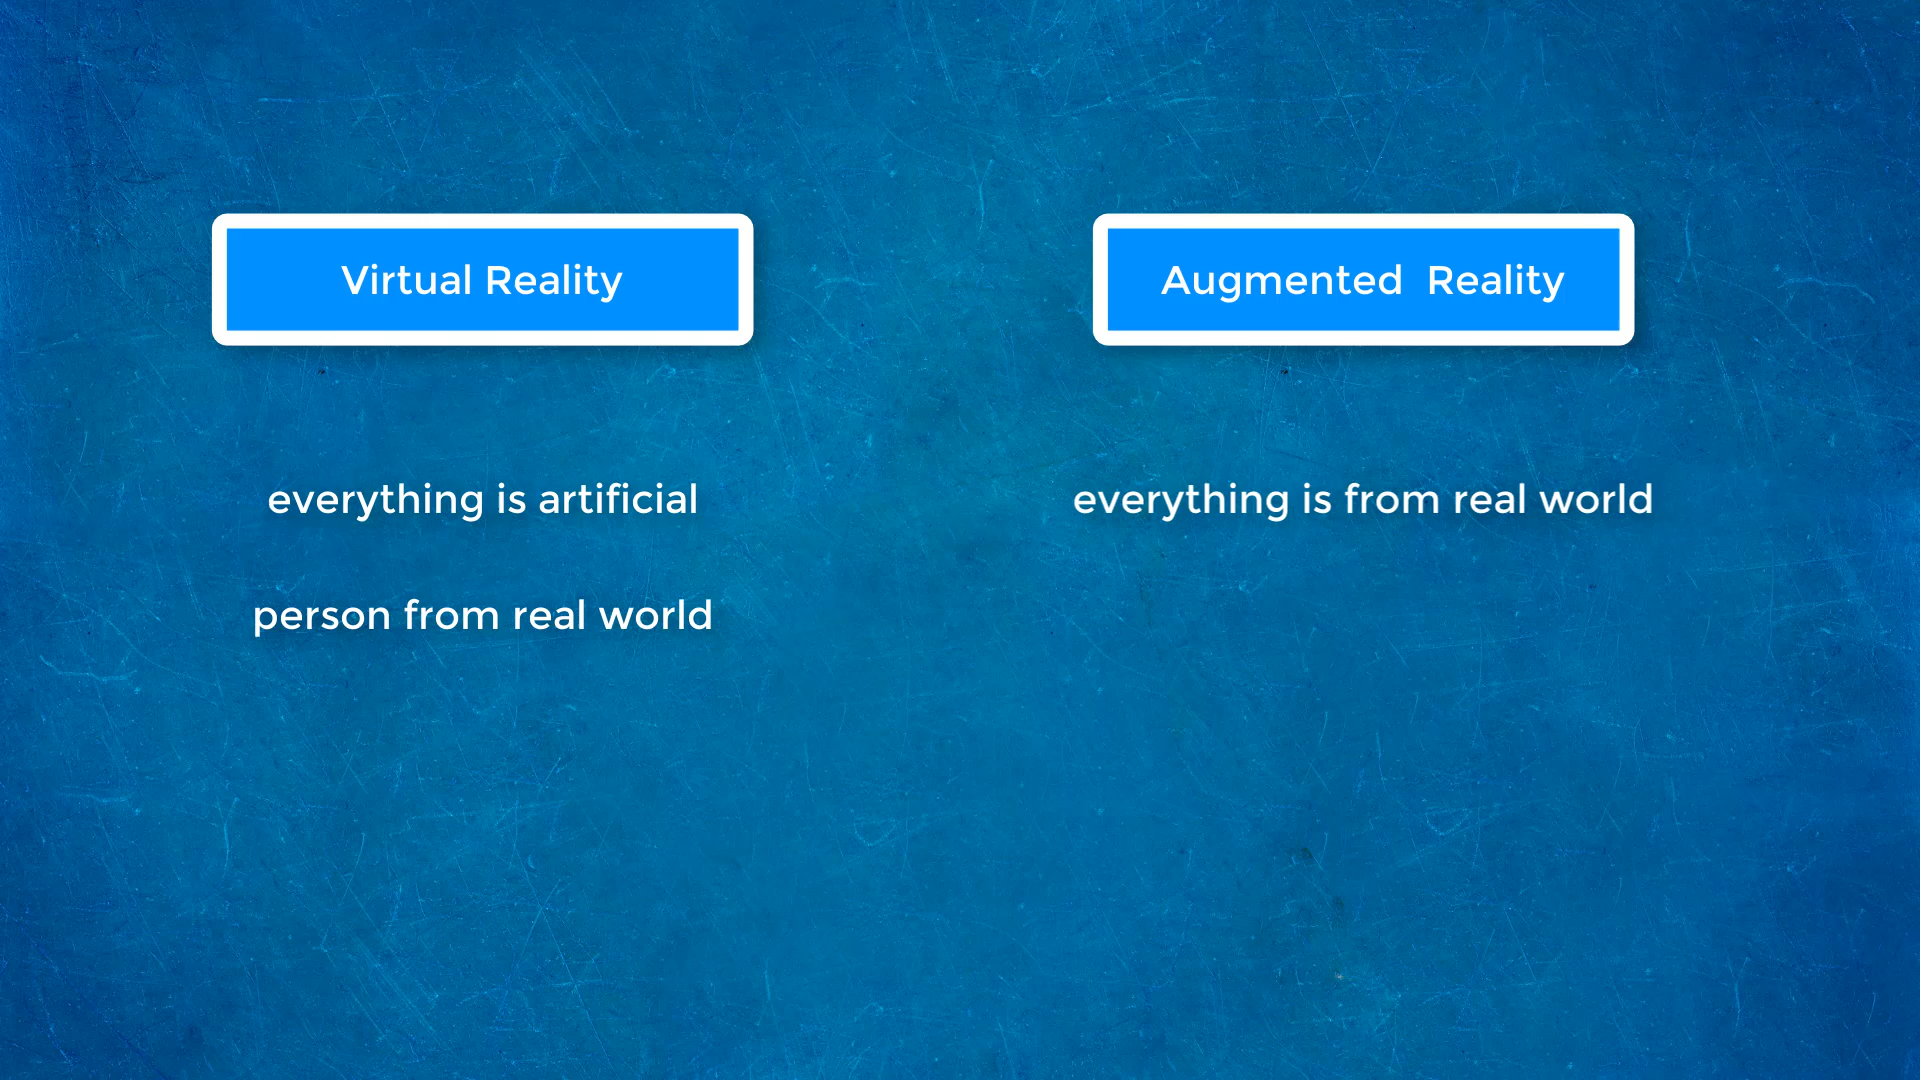 Virtual Reality
Augmented  Reality
everything is artificial
everything is from real world
person from real world